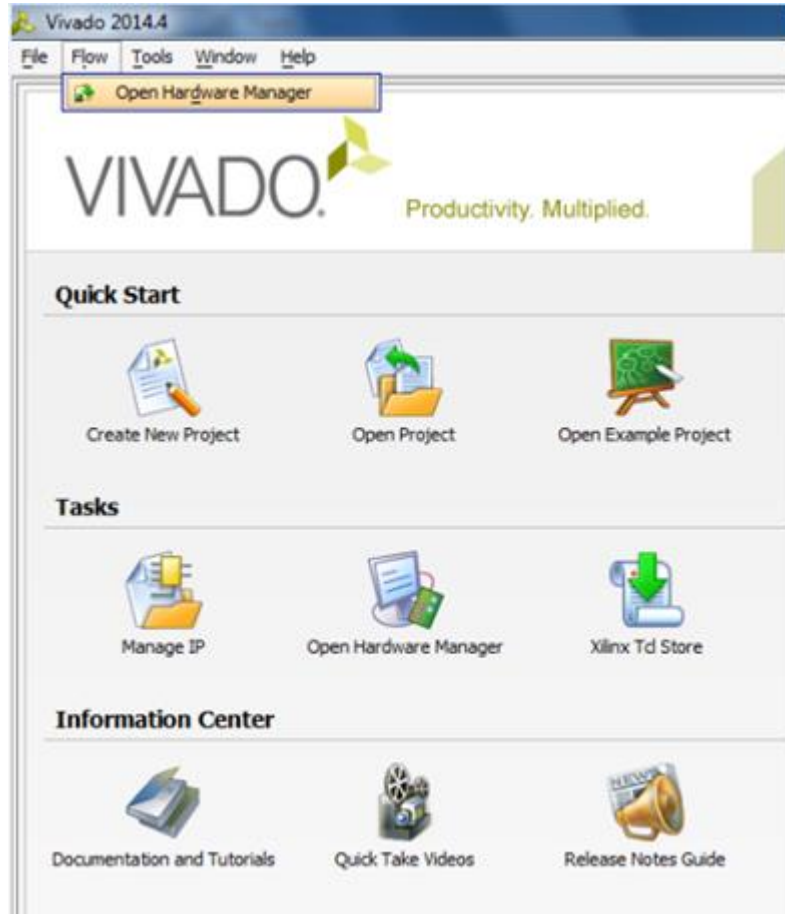 Vivado 2014.4
File Flow Tools Window Help
Open Hardware Manager
VIVADO. Productivity. Multiplied.
Quick Start
Create New Project Open Project Open Example Project
Tasks
Manage IP Open Hardware Manager Xilinx Tcl Store
Information Center
NEWS
Documentation and Tutorials Quick Take Videos Release Notes Guide